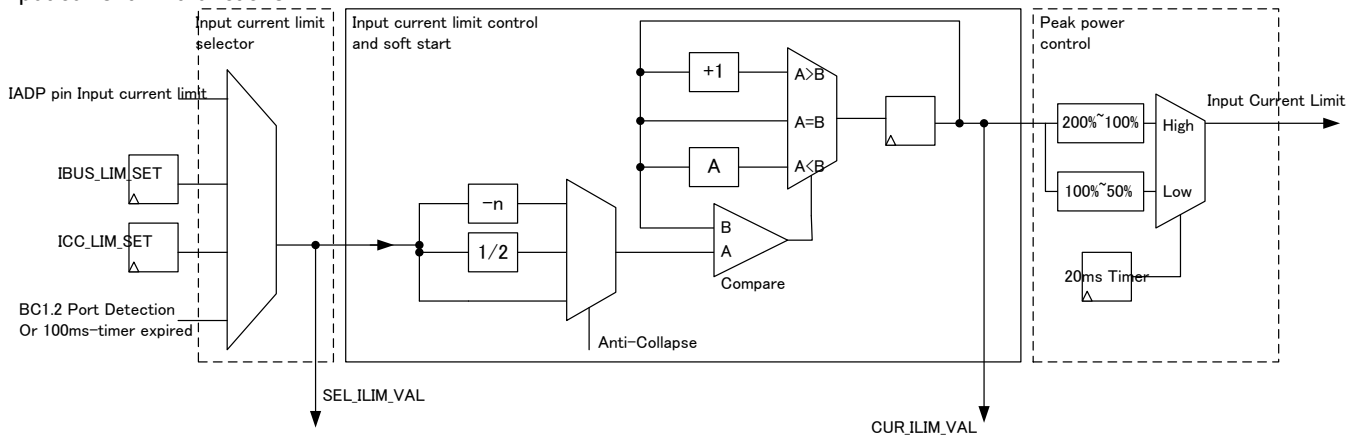 Input current limit
selector
Input current limit control
and soft start
Peak power
control
IADP pin Input current limit
IBUS_LIM_SET
ICC_LIM_SET
BC1.2 Port Detection
Or 100ms-timer expired
SEL_ILIM_VAL
-n
1/2
Anti-Collapse
+1
A
B
A
Compare
A>B
A=B
A<B
CUR_ILIM_VAL
200%~100%
100%~50%
High
Low
20ms Timer
Input Current Limit